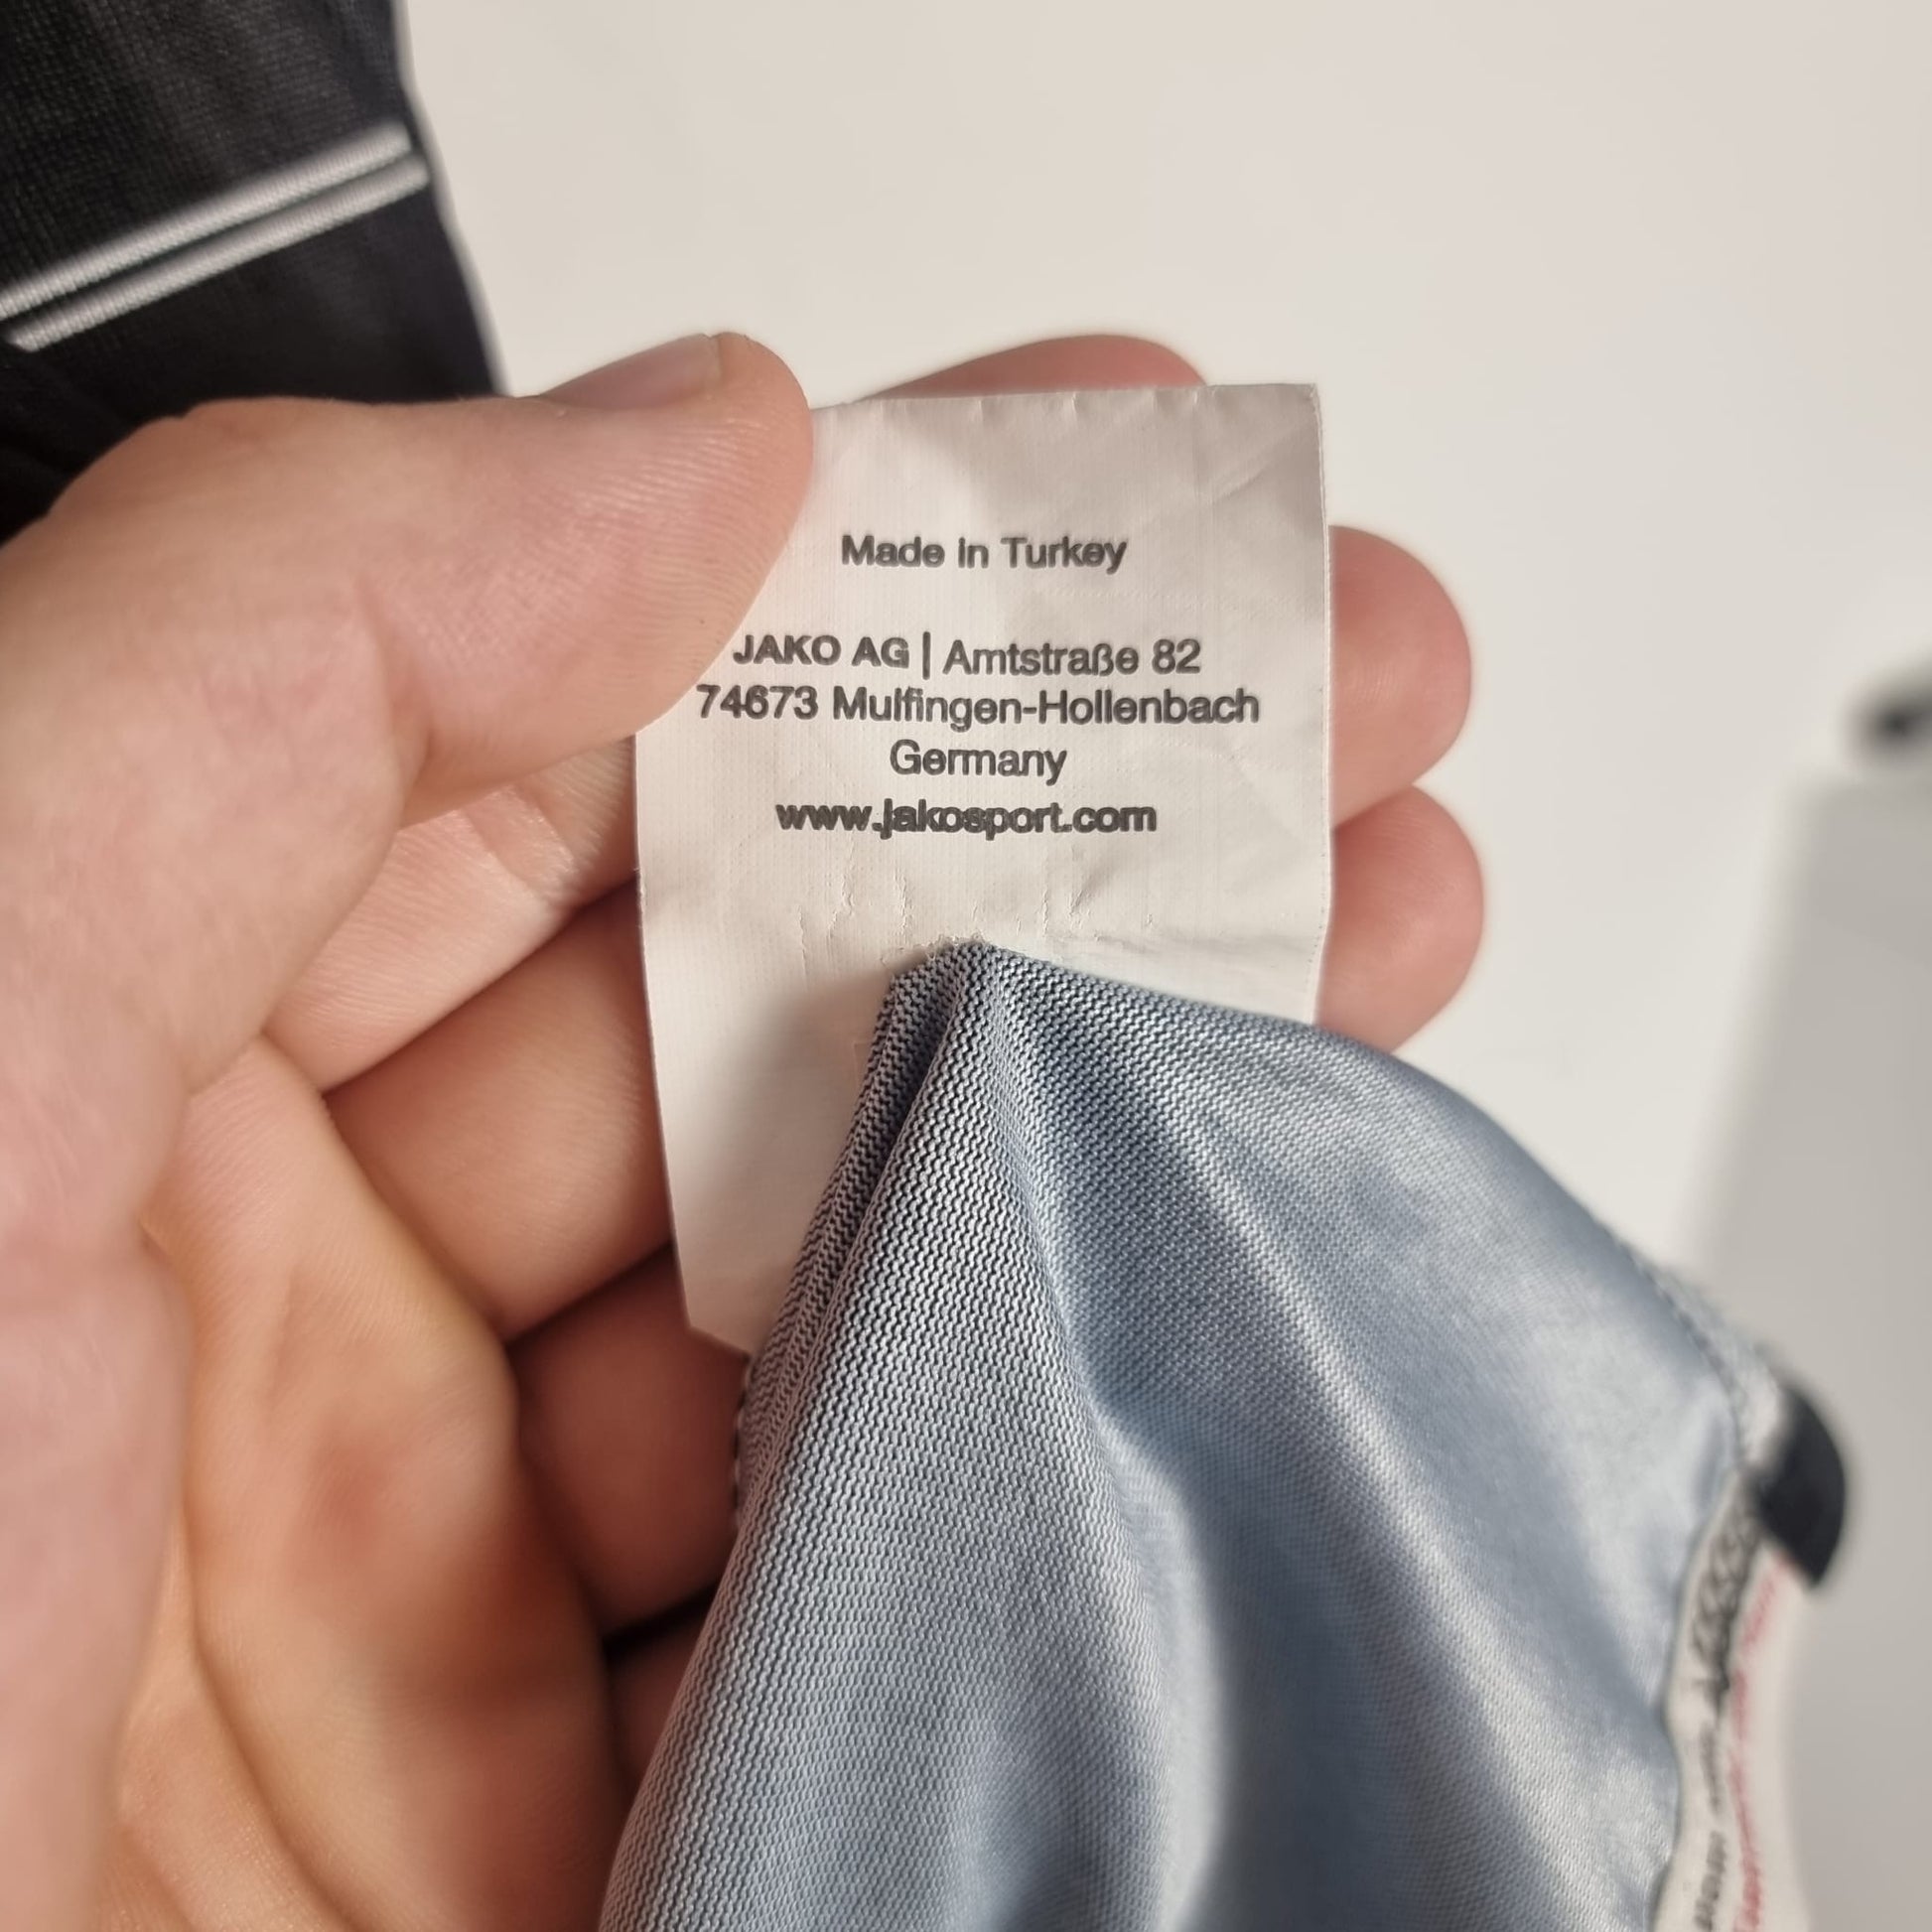 Made in Turkey
JAKO AG | Amtstraße 82
74673 Mulfingen-Hollenbach
Germany
www.jakosport.com